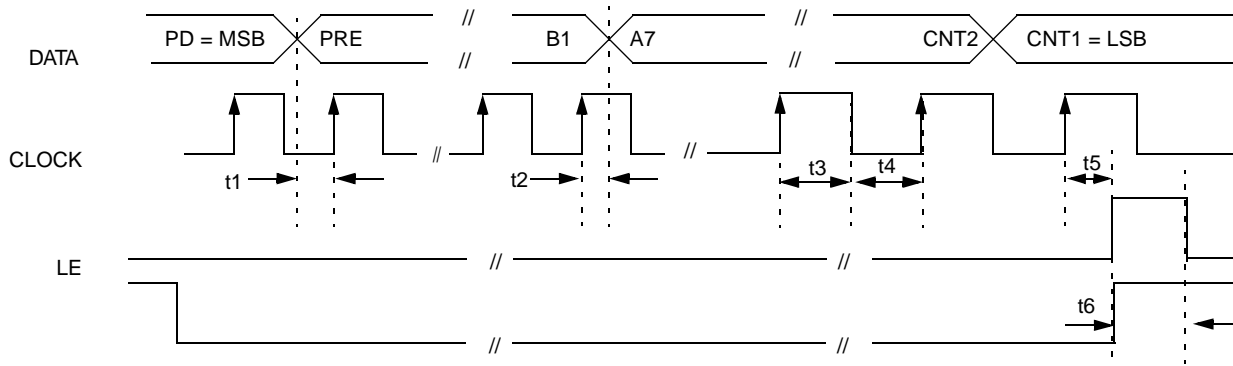 DATA
PD = MSB PRE // B1 A7 // CNT2 CNT1 = LSB
//
//
CLOCK
// //
t1 t2 t3 t4 t5
LE
// //
t6
// //